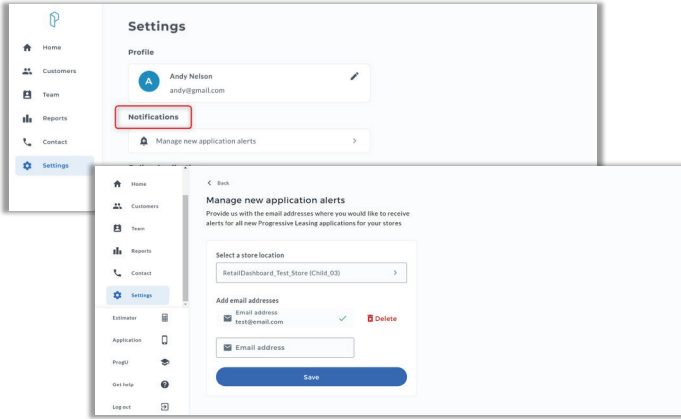 Settings
Home
Profile
Customers
Andy Nelson
andy@gmail.com
Team
Reports
Notifications
Contact
Manage new application alerts
Settings
Home
Customers
Team
Reports
Contact
Settings
Estimator
Application
ProgU
Get help
Log out
Back
Manage new application alerts
Provide us with the email addresses where you would like to receive
alerts for all new Progressive Leasing applications for your stores
Select a store location
RetailDashboard_Test_Store (Child_03)
Add email addresses
Email address
test@email.com
Delete
Email address
Save